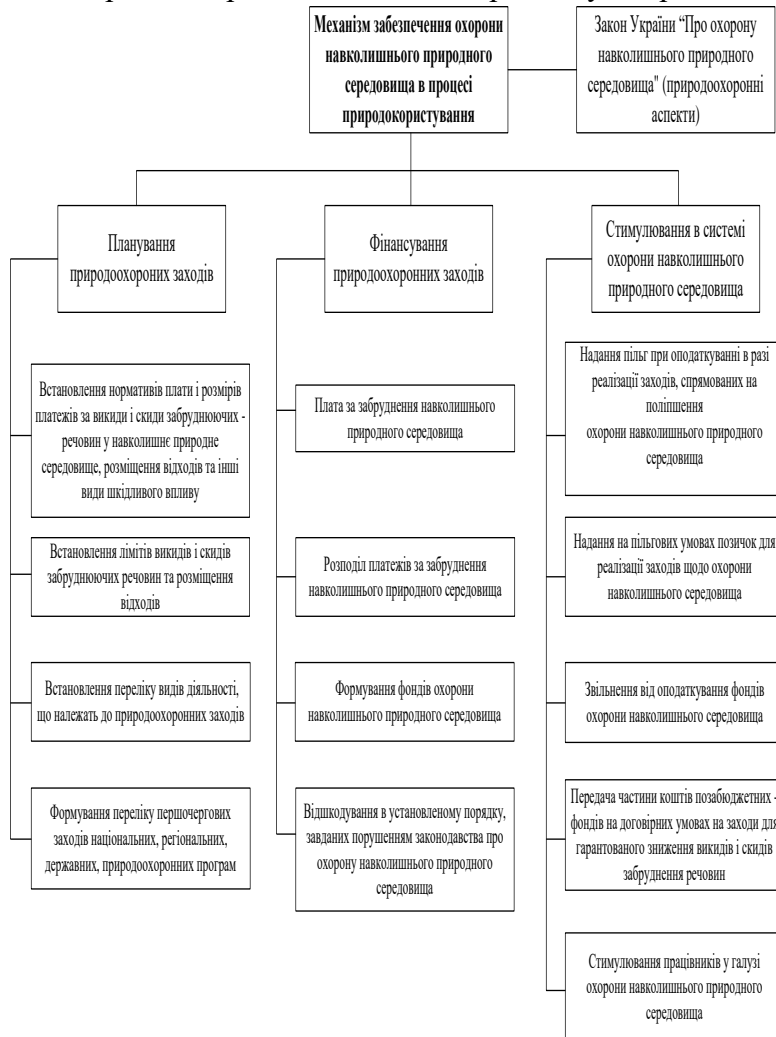 Механізм забезпечення охорони
навколишнього природного
середовища в процесі
природокористування
Закон України “Про охорону
навколишнього природного
середовища" (природоохоронні
аспекти)
Планування
природоохороних заходів
Фінансування
природоохоронних заходів
Стимулювання в системі
охорони навколишнього
природного середовища
Встановлення нормативів плати і розмірів
платежів за викиди і скиди забруднюючих -
речовин у навколишнє природне
середовище, розміщення відходів та інші
види шкідливого впливу
Встановлення лімітів викидів і скидів
забруднюючих речовин та розміщення
відходів
Встановлення переліку видів діяльності,
що належать до природоохоронних заходів
Формування переліку першочергових
заходів національних, регіональних,
державних, природоохоронних програм
Плата за забруднення навколишнього
природного середовища
Розподіл платежів за забруднення
навколишнього природного середовища
Формування фондів охорони
навколишнього природного середовища
Відшкодування в установленому порядку,
завданих порушенням законодавства про
охорону навколишнього природного
середовища
Надання пільг при оподаткуванні в разі
реалізації заходів, спрямованих на
поліпшення
охорони навколишнього природного
середовища
Надання на пільгових умовах позичок для
реалізації заходів щодо охорони
навколишнього середовища
Звільнення від оподаткування фондів
охорони навколишнього середовища
Передача частини коштів позабюджетних -
фондів на договірних умовах на заходи для
гарантованого зниження викидів і скидів
забруднення речовин
Стимулювання працівників у галузі
охорони навколишнього природного
середовища